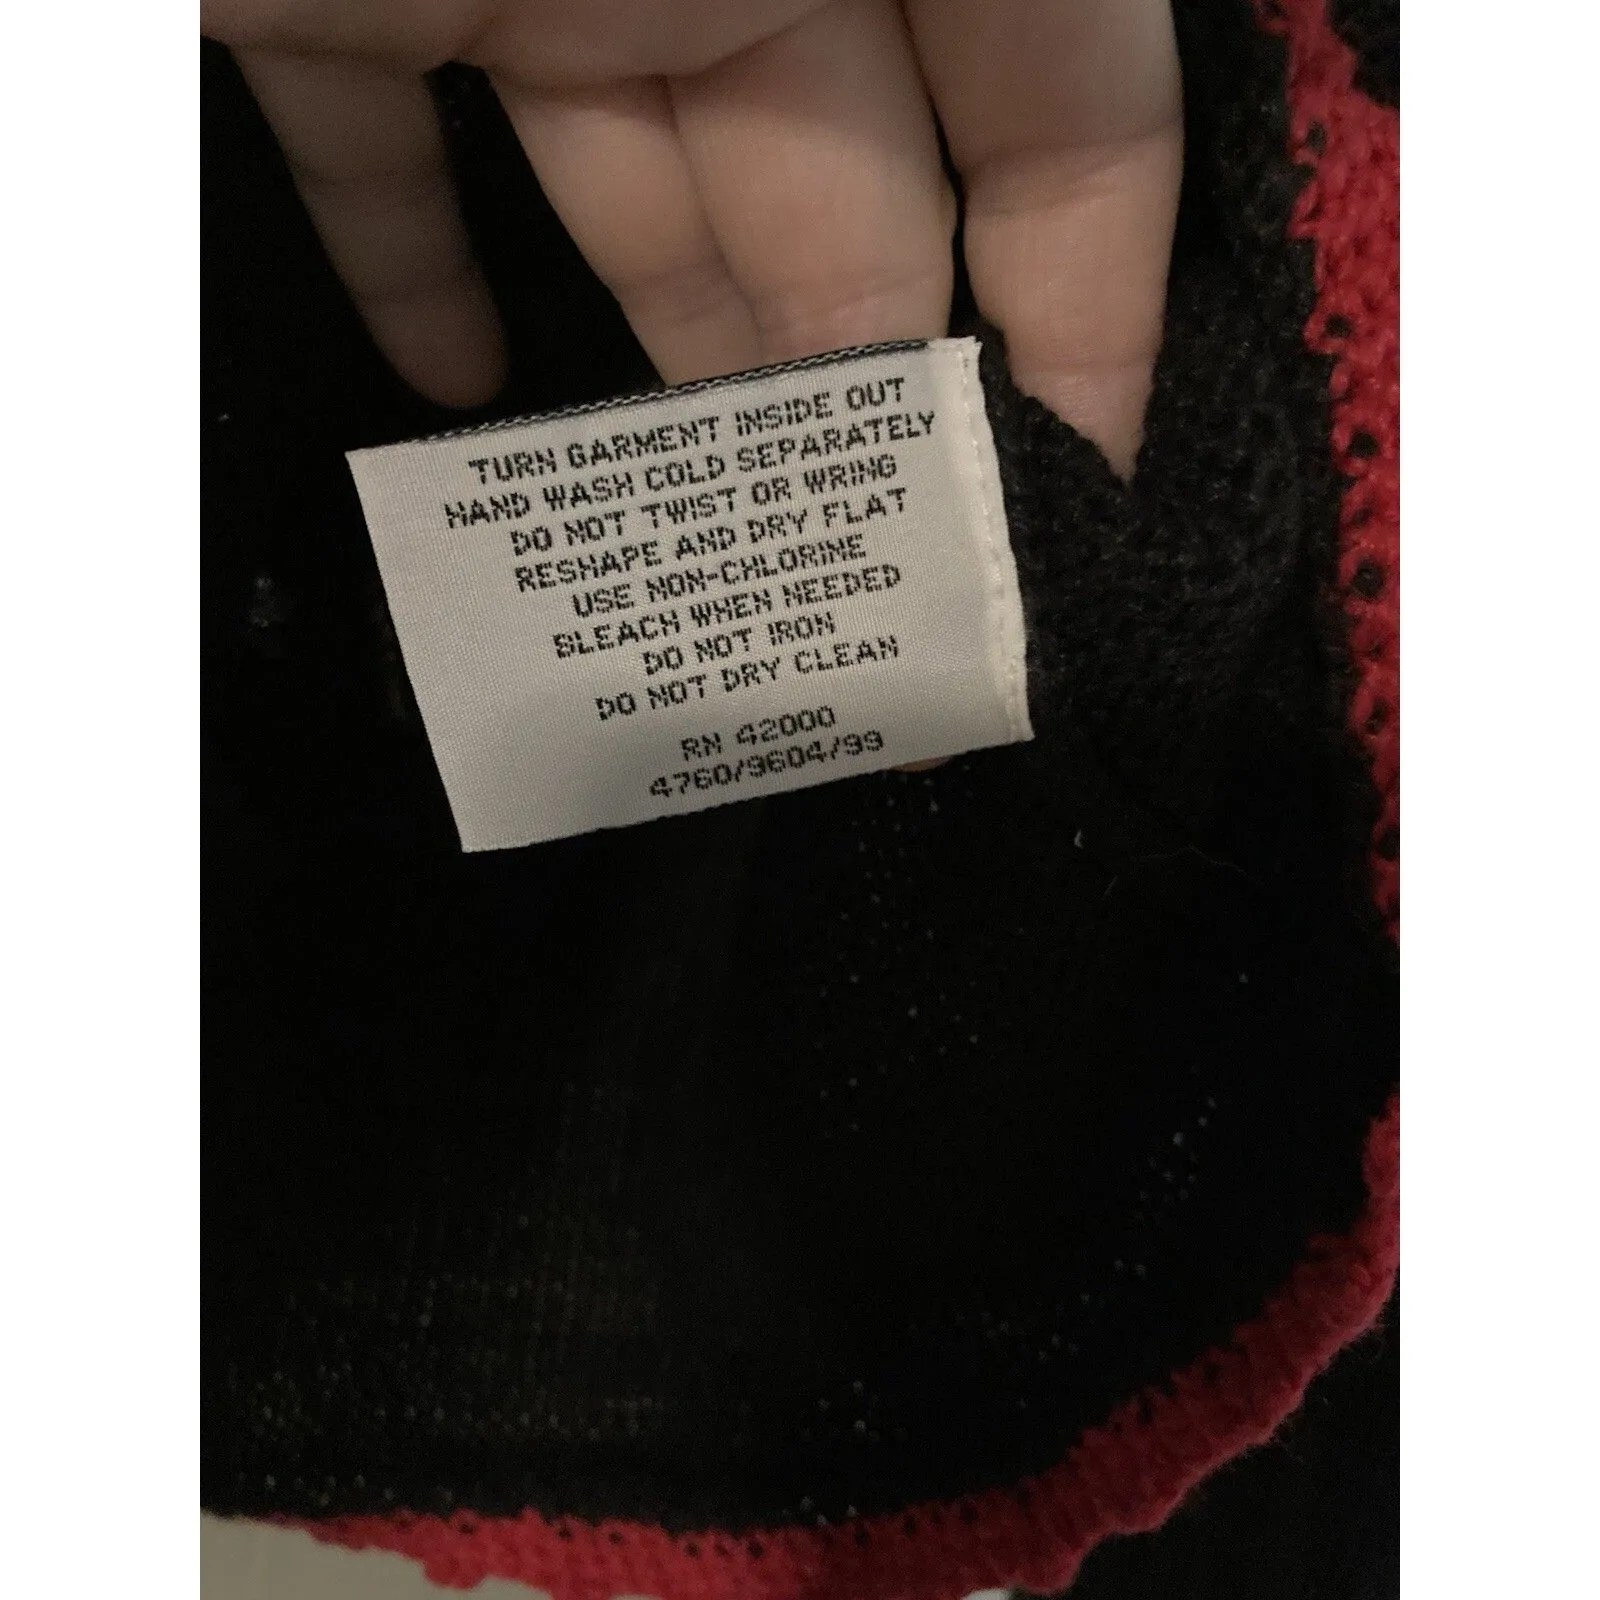 TURN GARMENT INSIDE OUT
HAND WASH COLD SEPARATELY
DO NOT TWIST OR WRING
RESHAPE AND DRY FLAT
USE NON-CHLORINE
BLEACH WHEN NEEDED
DO NOT IRON
DO NOT DRY CLEAN
RN 42000
4760/9604/99